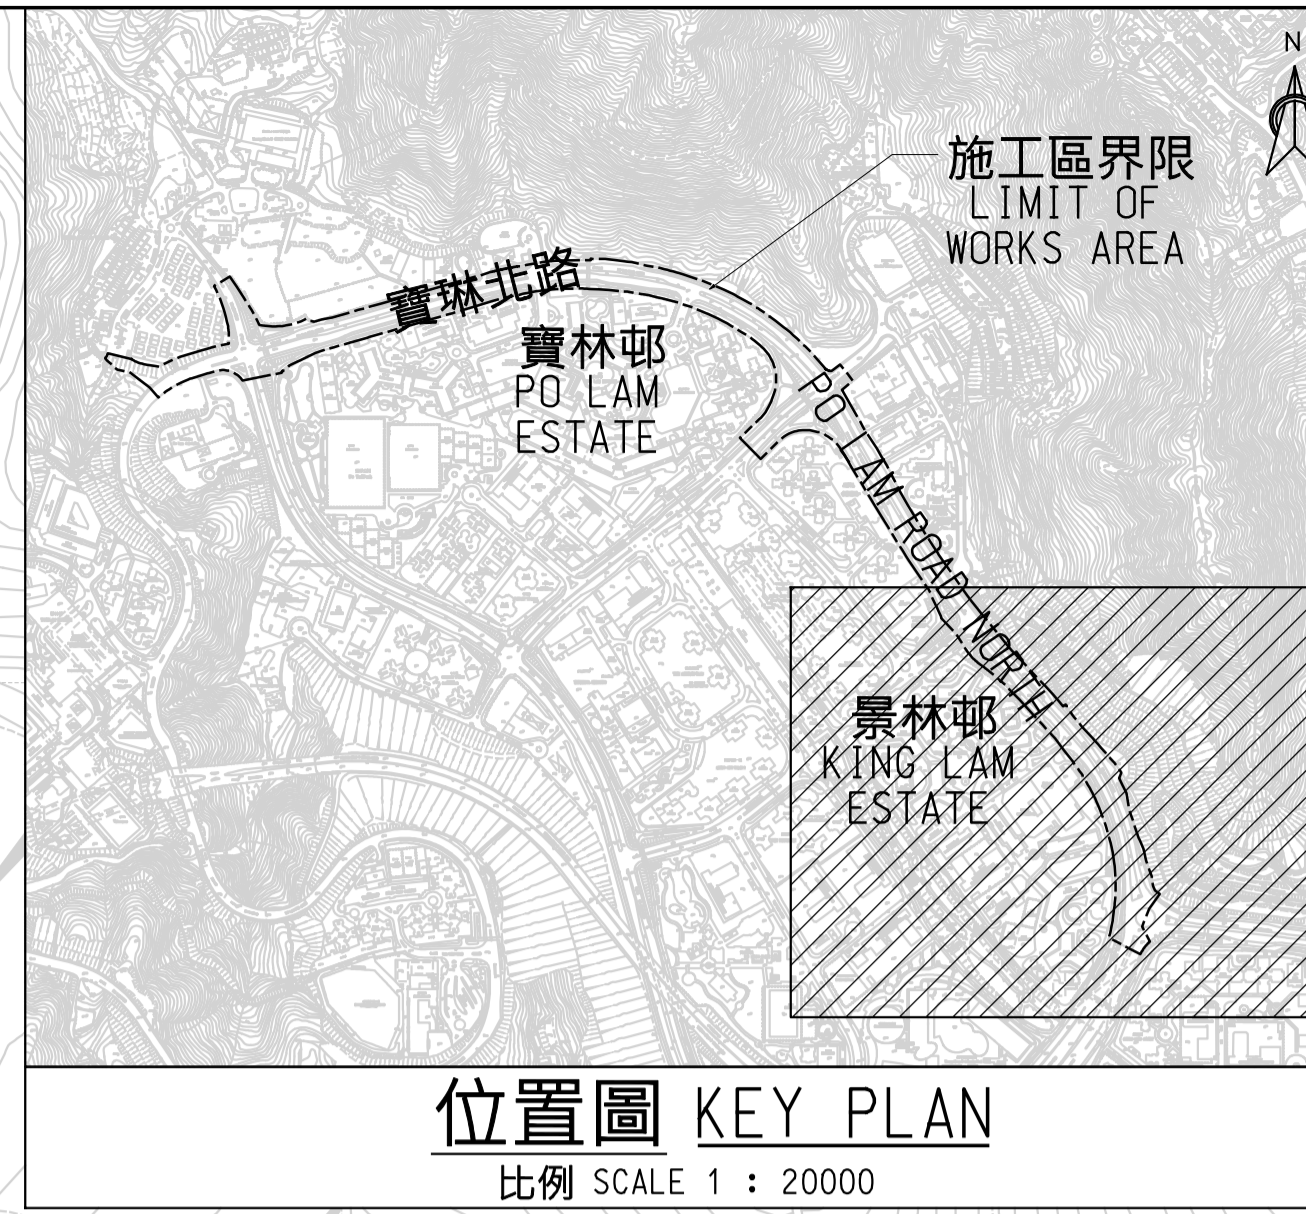 N
施工區界限
LIMIT OF
WORKS AREA
寶琳北路
寶林邨
PO LAM
ESTATE
PO LAM ROAD NORTH
景林邨
KING LAM
ESTATE
位置圖 KEY PLAN
比例 SCALE 1 : 20000